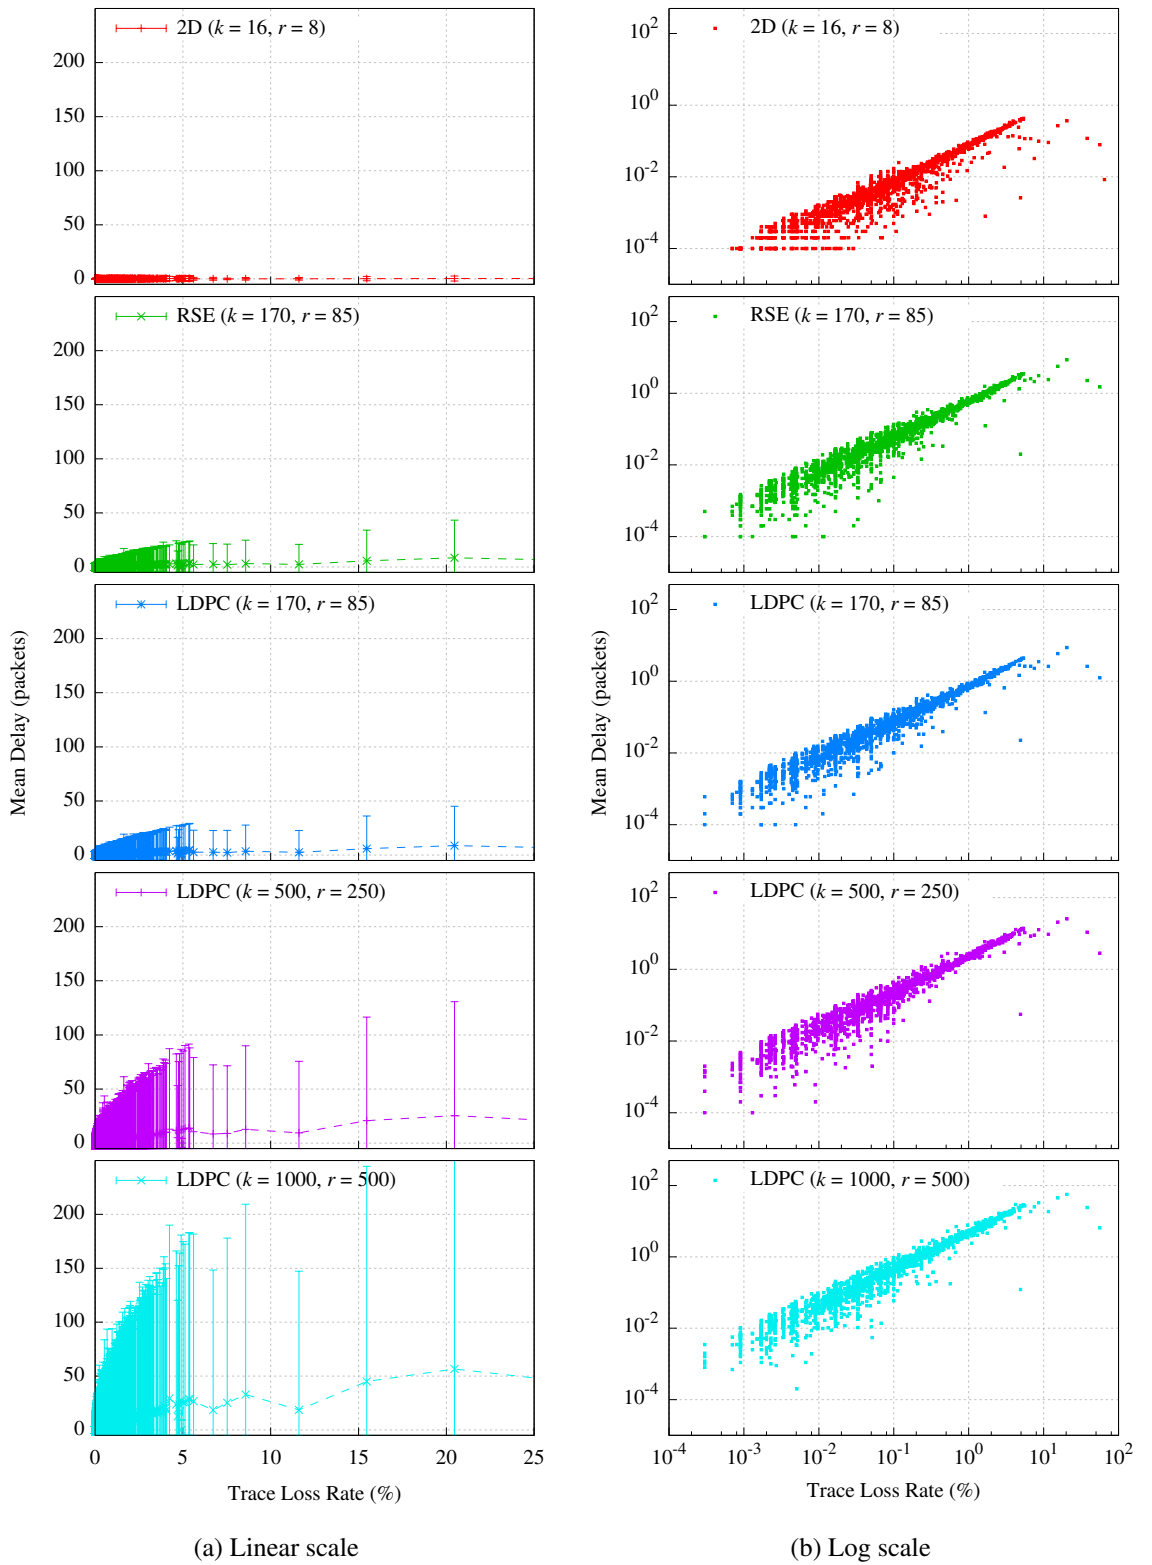 2D (k = 16, r = 8)
200
150
100
50
0
RSE (k = 170, r = 85)
200
150
100
50
0
LDPC (k = 170, r = 85)
200
150
100
50
0
LDPC (k = 500, r = 250)
200
150
100
50
0
LDPC (k = 1000, r = 500)
200
150
100
50
0
0 5 10 15 20 25
Mean Delay (packets)
Trace Loss Rate (%)
(a) Linear scale
2D (k = 16, r = 8)
10^2
10^0
10^-2
10^-4
RSE (k = 170, r = 85)
10^2
10^0
10^-2
10^-4
LDPC (k = 170, r = 85)
10^2
10^0
10^-2
10^-4
LDPC (k = 500, r = 250)
10^2
10^0
10^-2
10^-4
LDPC (k = 1000, r = 500)
10^2
10^0
10^-2
10^-4
10^-4 10^-3 10^-2 10^-1 10^0 10^1 10^2
Mean Delay (packets)
Trace Loss Rate (%)
(b) Log scale